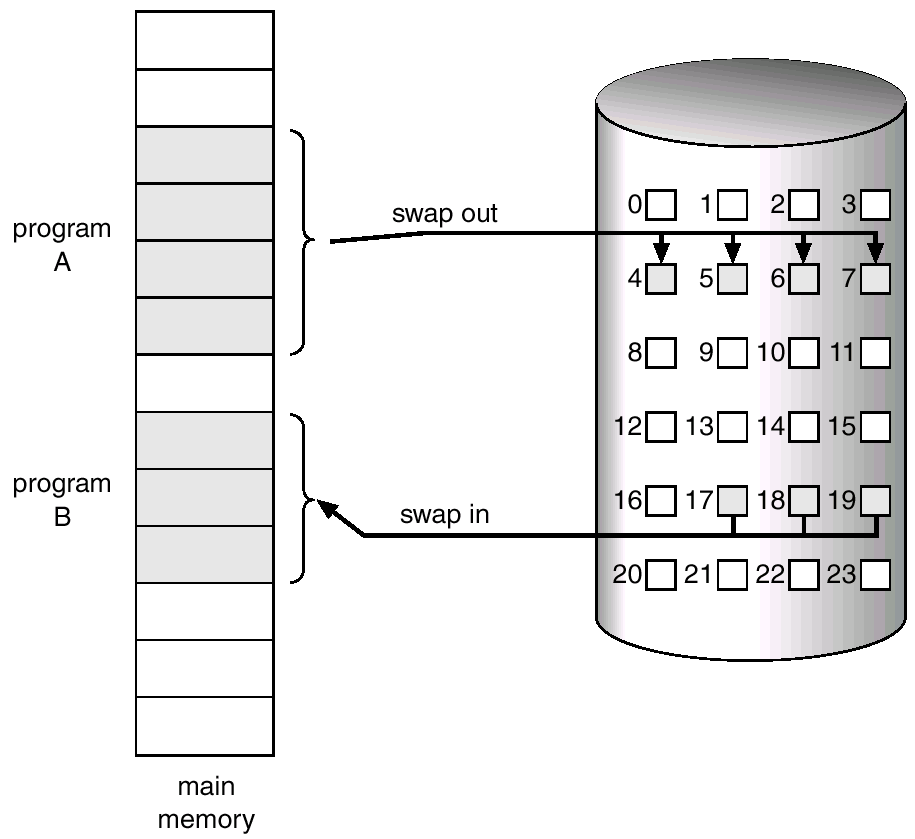 program
A
swap out
0 1 2 3
4 5 6 7
8 9 10 11
12 13 14 15
program
B
swap in
16 17 18 19
20 21 22 23
main
memory